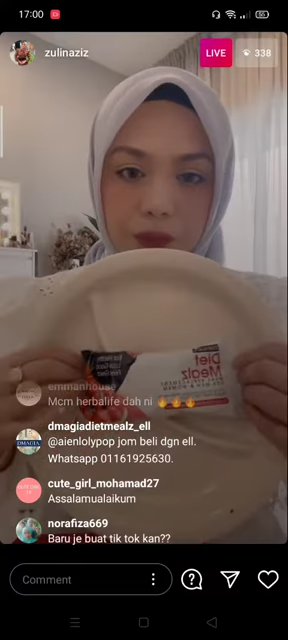 17:00
zulinaziz
LIVE
338
Diet
Mealz
emmanhouse
Mcm herbalife dah ni 🔥🔥🔥
dmagiadietmealz_ell
@aienlolypop jom beli dgn ell.
Whatsapp 01161925630.
cute_girl_mohamad27
Assalamualaikum
norafiza669
Baru je buat tik tok kan??
Comment